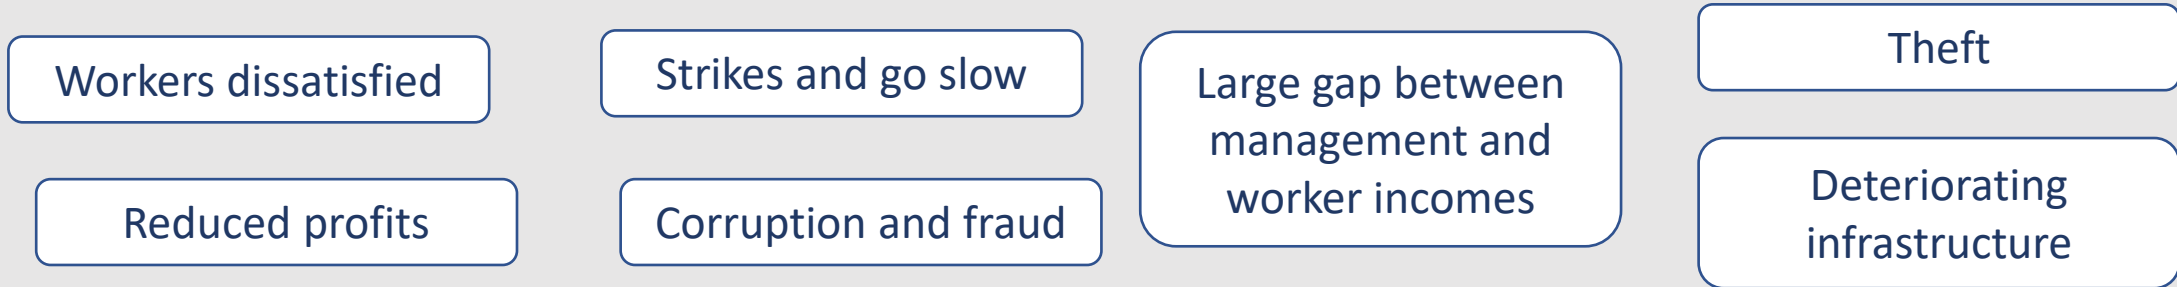 Workers dissatisfied
Strikes and go slow
Large gap between
management and
worker incomes
Theft
Reduced profits
Corruption and fraud
Deteriorating
infrastructure